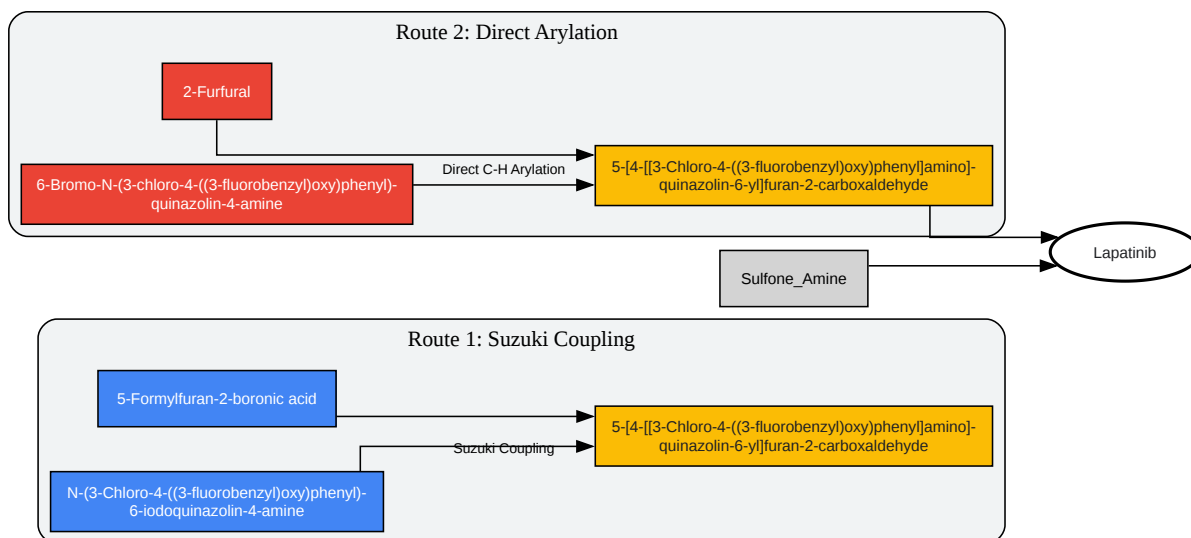 Route 2: Direct Arylation
2-Furfural
6-Bromo-N-(3-chloro-4-((3-fluorobenzyl)oxy)phenyl)-
quinazolin-4-amine
Direct C-H Arylation
5-[4-[[3-Chloro-4-((3-fluorobenzyl)oxy)phenyl]amino]-
quinazolin-6-yl]furan-2-carboxaldehyde
Sulfone_Amine
Lapatinib
Route 1: Suzuki Coupling
5-Formylfuran-2-boronic acid
N-(3-Chloro-4-((3-fluorobenzyl)oxy)phenyl)-
6-iodoquinazolin-4-amine
Suzuki Coupling
5-[4-[[3-Chloro-4-((3-fluorobenzyl)oxy)phenyl]amino]-
quinazolin-6-yl]furan-2-carboxaldehyde